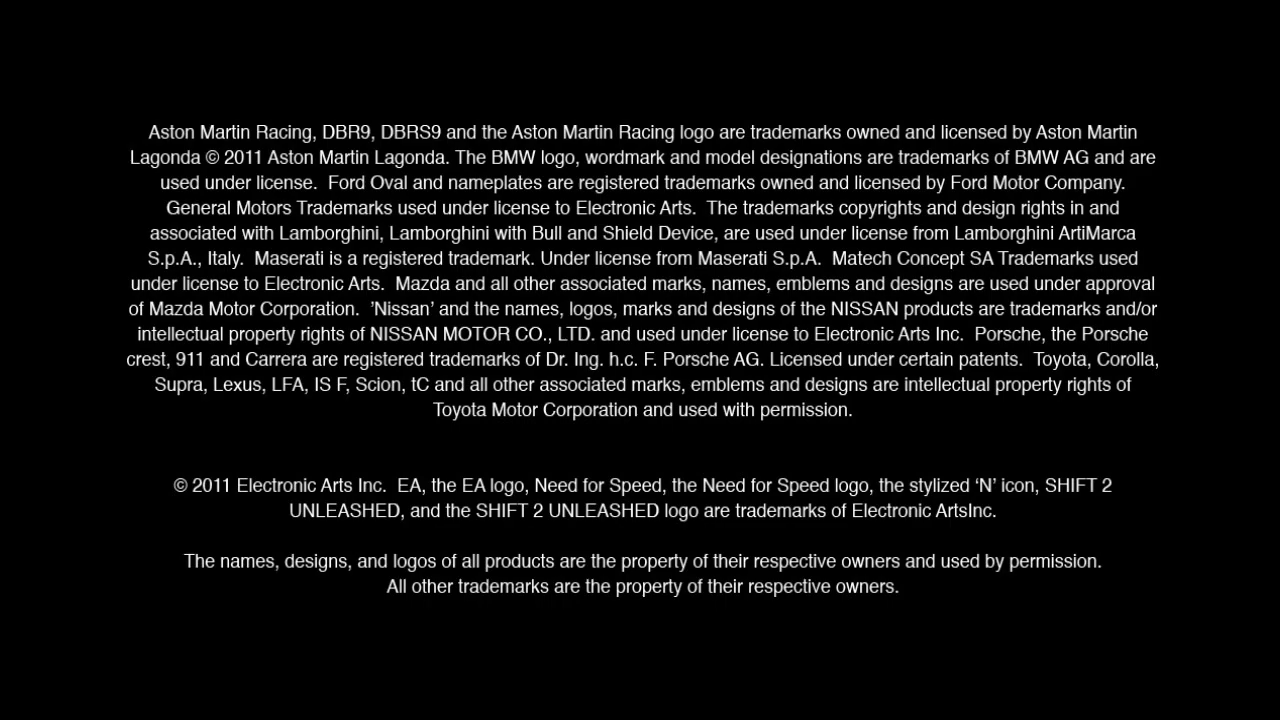 Aston Martin Racing, DBR9, DBRS9 and the Aston Martin Racing logo are trademarks owned and licensed by Aston Martin
Lagonda © 2011 Aston Martin Lagonda. The BMW logo, wordmark and model designations are trademarks of BMW AG and are
used under license.  Ford Oval and nameplates are registered trademarks owned and licensed by Ford Motor Company.
General Motors Trademarks used under license to Electronic Arts.  The trademarks copyrights and design rights in and
associated with Lamborghini, Lamborghini with Bull and Shield Device, are used under license from Lamborghini ArtiMarca
S.p.A., Italy.  Maserati is a registered trademark. Under license from Maserati S.p.A.  Matech Concept SA Trademarks used
under license to Electronic Arts.  Mazda and all other associated marks, names, emblems and designs are used under approval
of Mazda Motor Corporation.  ’Nissan’ and the names, logos, marks and designs of the NISSAN products are trademarks and/or
intellectual property rights of NISSAN MOTOR CO., LTD. and used under license to Electronic Arts Inc.  Porsche, the Porsche
crest, 911 and Carrera are registered trademarks of Dr. Ing. h.c. F. Porsche AG. Licensed under certain patents.  Toyota, Corolla,
Supra, Lexus, LFA, IS F, Scion, tC and all other associated marks, emblems and designs are intellectual property rights of
Toyota Motor Corporation and used with permission.
© 2011 Electronic Arts Inc.  EA, the EA logo, Need for Speed, the Need for Speed logo, the stylized ‘N’ icon, SHIFT 2
UNLEASHED, and the SHIFT 2 UNLEASHED logo are trademarks of Electronic ArtsInc.
The names, designs, and logos of all products are the property of their respective owners and used by permission.
All other trademarks are the property of their respective owners.